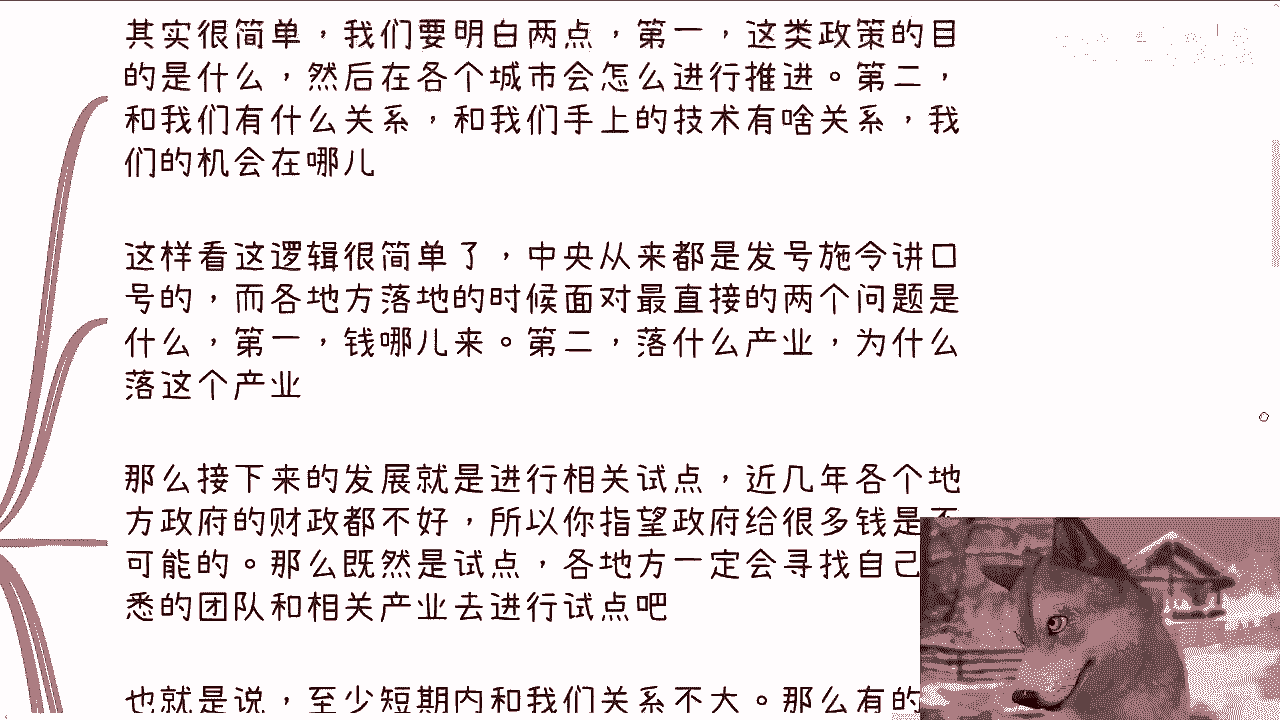 其实很简单，我们要明白两点，第一，这类政策的目
的是什么，然后在各个城市会怎么进行推进。第二，
和我们有什么关系，和我们手上的技术有啥关系，我
们的机会在哪儿
这样看这逻辑很简单了，中央从来都是发号施令讲口
号的，而各地方落地的时候面对最直接的两个问题是
什么，第一，钱哪儿来。第二，落什么产业，为什么
落这个产业
那么接下来的发展就是进行相关试点，近几年各个地
方政府的财政都不好，所以你指望政府给很多钱是不
可能的。那么既然是试点，各地方一定会寻找自己
悉的团队和相关产业去进行试点吧
也就是说，至少短期内和我们关系不大。那么有的